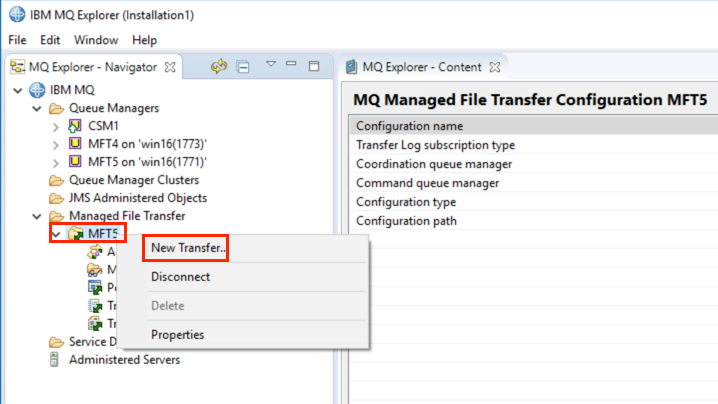 IBM MQ Explorer (Installation1)
File Edit Window Help
MQ Explorer - Navigator
IBM MQ
Queue Managers
CSM1
MFT4 on 'win16(1773)'
MFT5 on 'win16(1771)'
Queue Manager Clusters
JMS Administered Objects
Managed File Transfer
MFT5
New Transfer...
Disconnect
Delete
Properties
Service D
Administered Servers
MQ Explorer - Content
MQ Managed File Transfer Configuration MFT5
Configuration name
Transfer Log subscription type
Coordination queue manager
Command queue manager
Configuration type
Configuration path